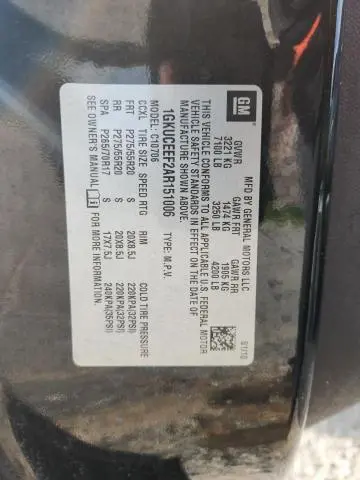 GM
MFD BY GENERAL MOTORS LLC
GVWR GAWR FRT GAWR RR
3221 KG 1474 KG 1905 KG
7100 LB 3250 LB 4200 LB
01/10
THIS VEHICLE CONFORMS TO ALL APPLICABLE U.S. FEDERAL MOTOR
VEHICLE SAFETY STANDARDS IN EFFECT ON THE DATE OF
MANUFACTURE SHOWN ABOVE.
1GKUCEEF2AR151006 TYPE: M.P.V.
MODEL: C10706
CCXL TIRE SIZE SPEED RTG RIM COLD TIRE PRESSURE
FRT P275/55R20 S 20X8.5J 220KPA(32PSI)
RR P275/55R20 S 20X8.5J 220KPA(32PSI)
SPA P265/70R17 S 17X7.5J 240KPA(35PSI)
SEE OWNER'S MANUAL FOR MORE INFORMATION.